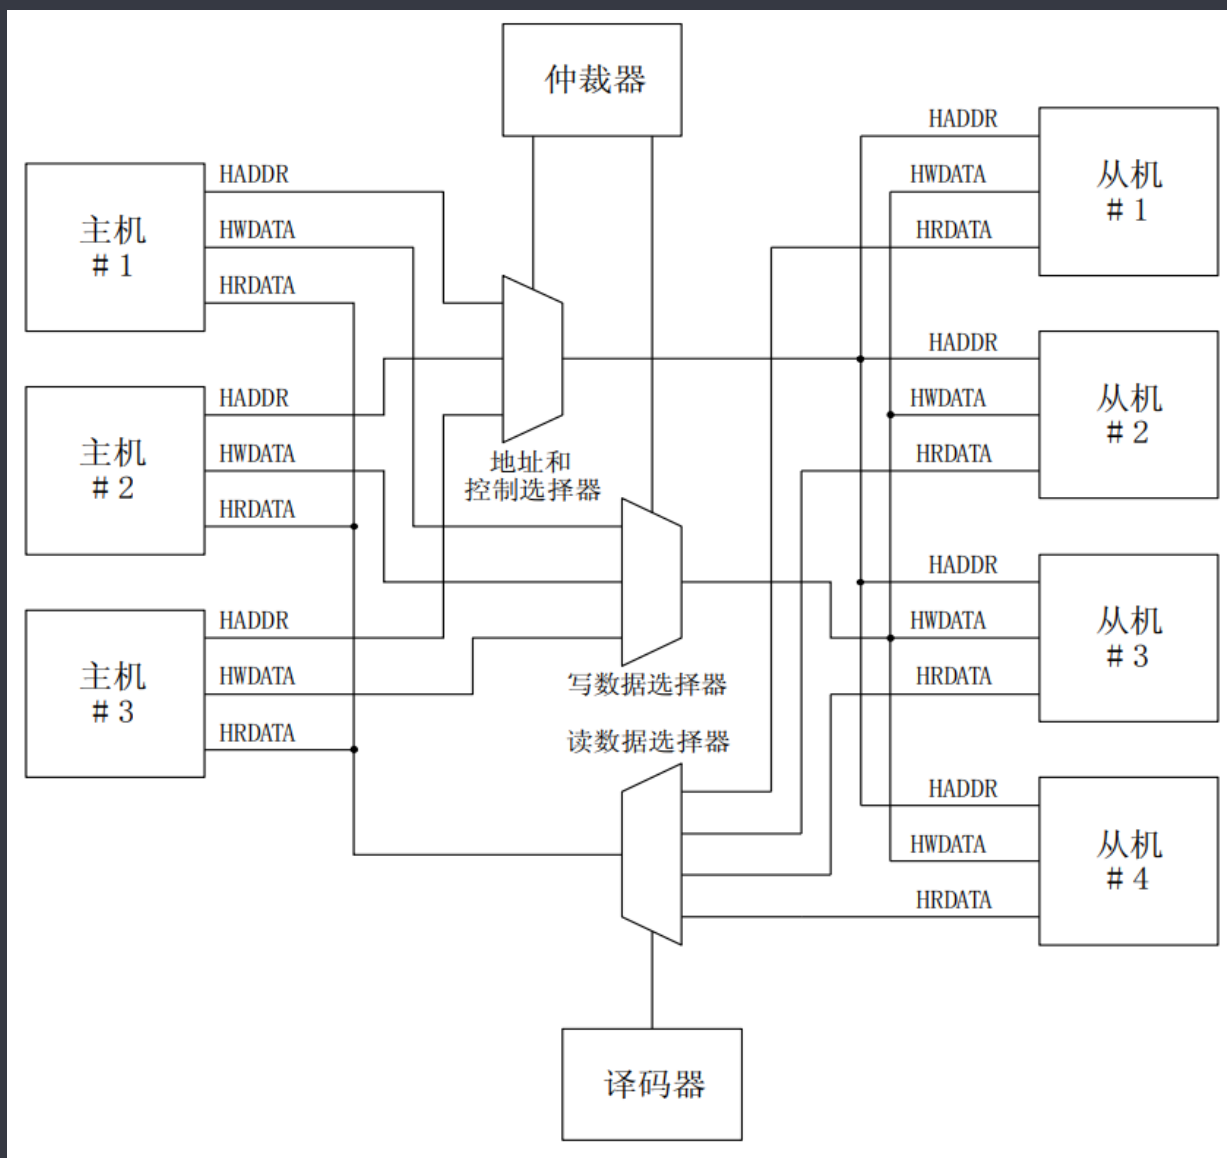 仲裁器
主机
#1
HADDR
HWDATA
HRDATA
主机
#2
HADDR
HWDATA
HRDATA
主机
#3
HADDR
HWDATA
HRDATA
地址和
控制选择器
写数据选择器
读数据选择器
译码器
HADDR
HWDATA
HRDATA
从机
#1
HADDR
HWDATA
HRDATA
从机
#2
HADDR
HWDATA
HRDATA
从机
#3
HADDR
HWDATA
HRDATA
从机
#4